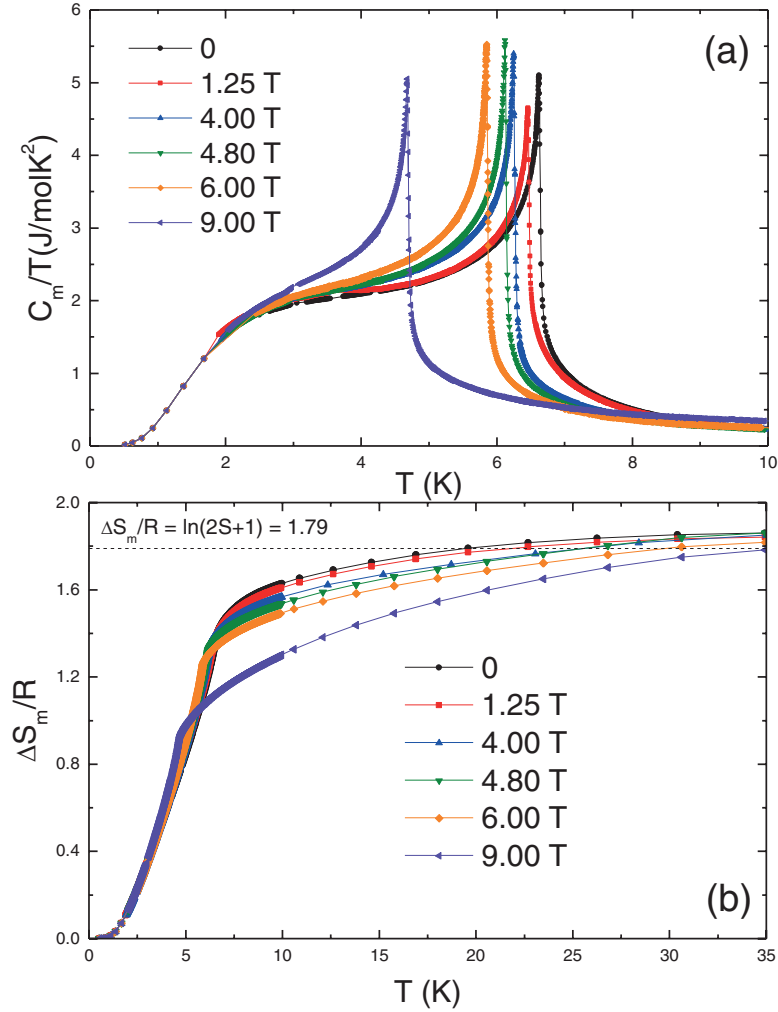 (a)
0
1.25 T
4.00 T
4.80 T
6.00 T
9.00 T
C_m/T(J/molK²)
6
5
4
3
2
1
0
0 2 4 6 8 10
T (K)
ΔS_m/R = ln(2S+1) = 1.79
2.0
1.6
1.2
0.8
0.4
0.0
ΔS_m/R
0
1.25 T
4.00 T
4.80 T
6.00 T
9.00 T
(b)
0 5 10 15 20 25 30 35
T (K)